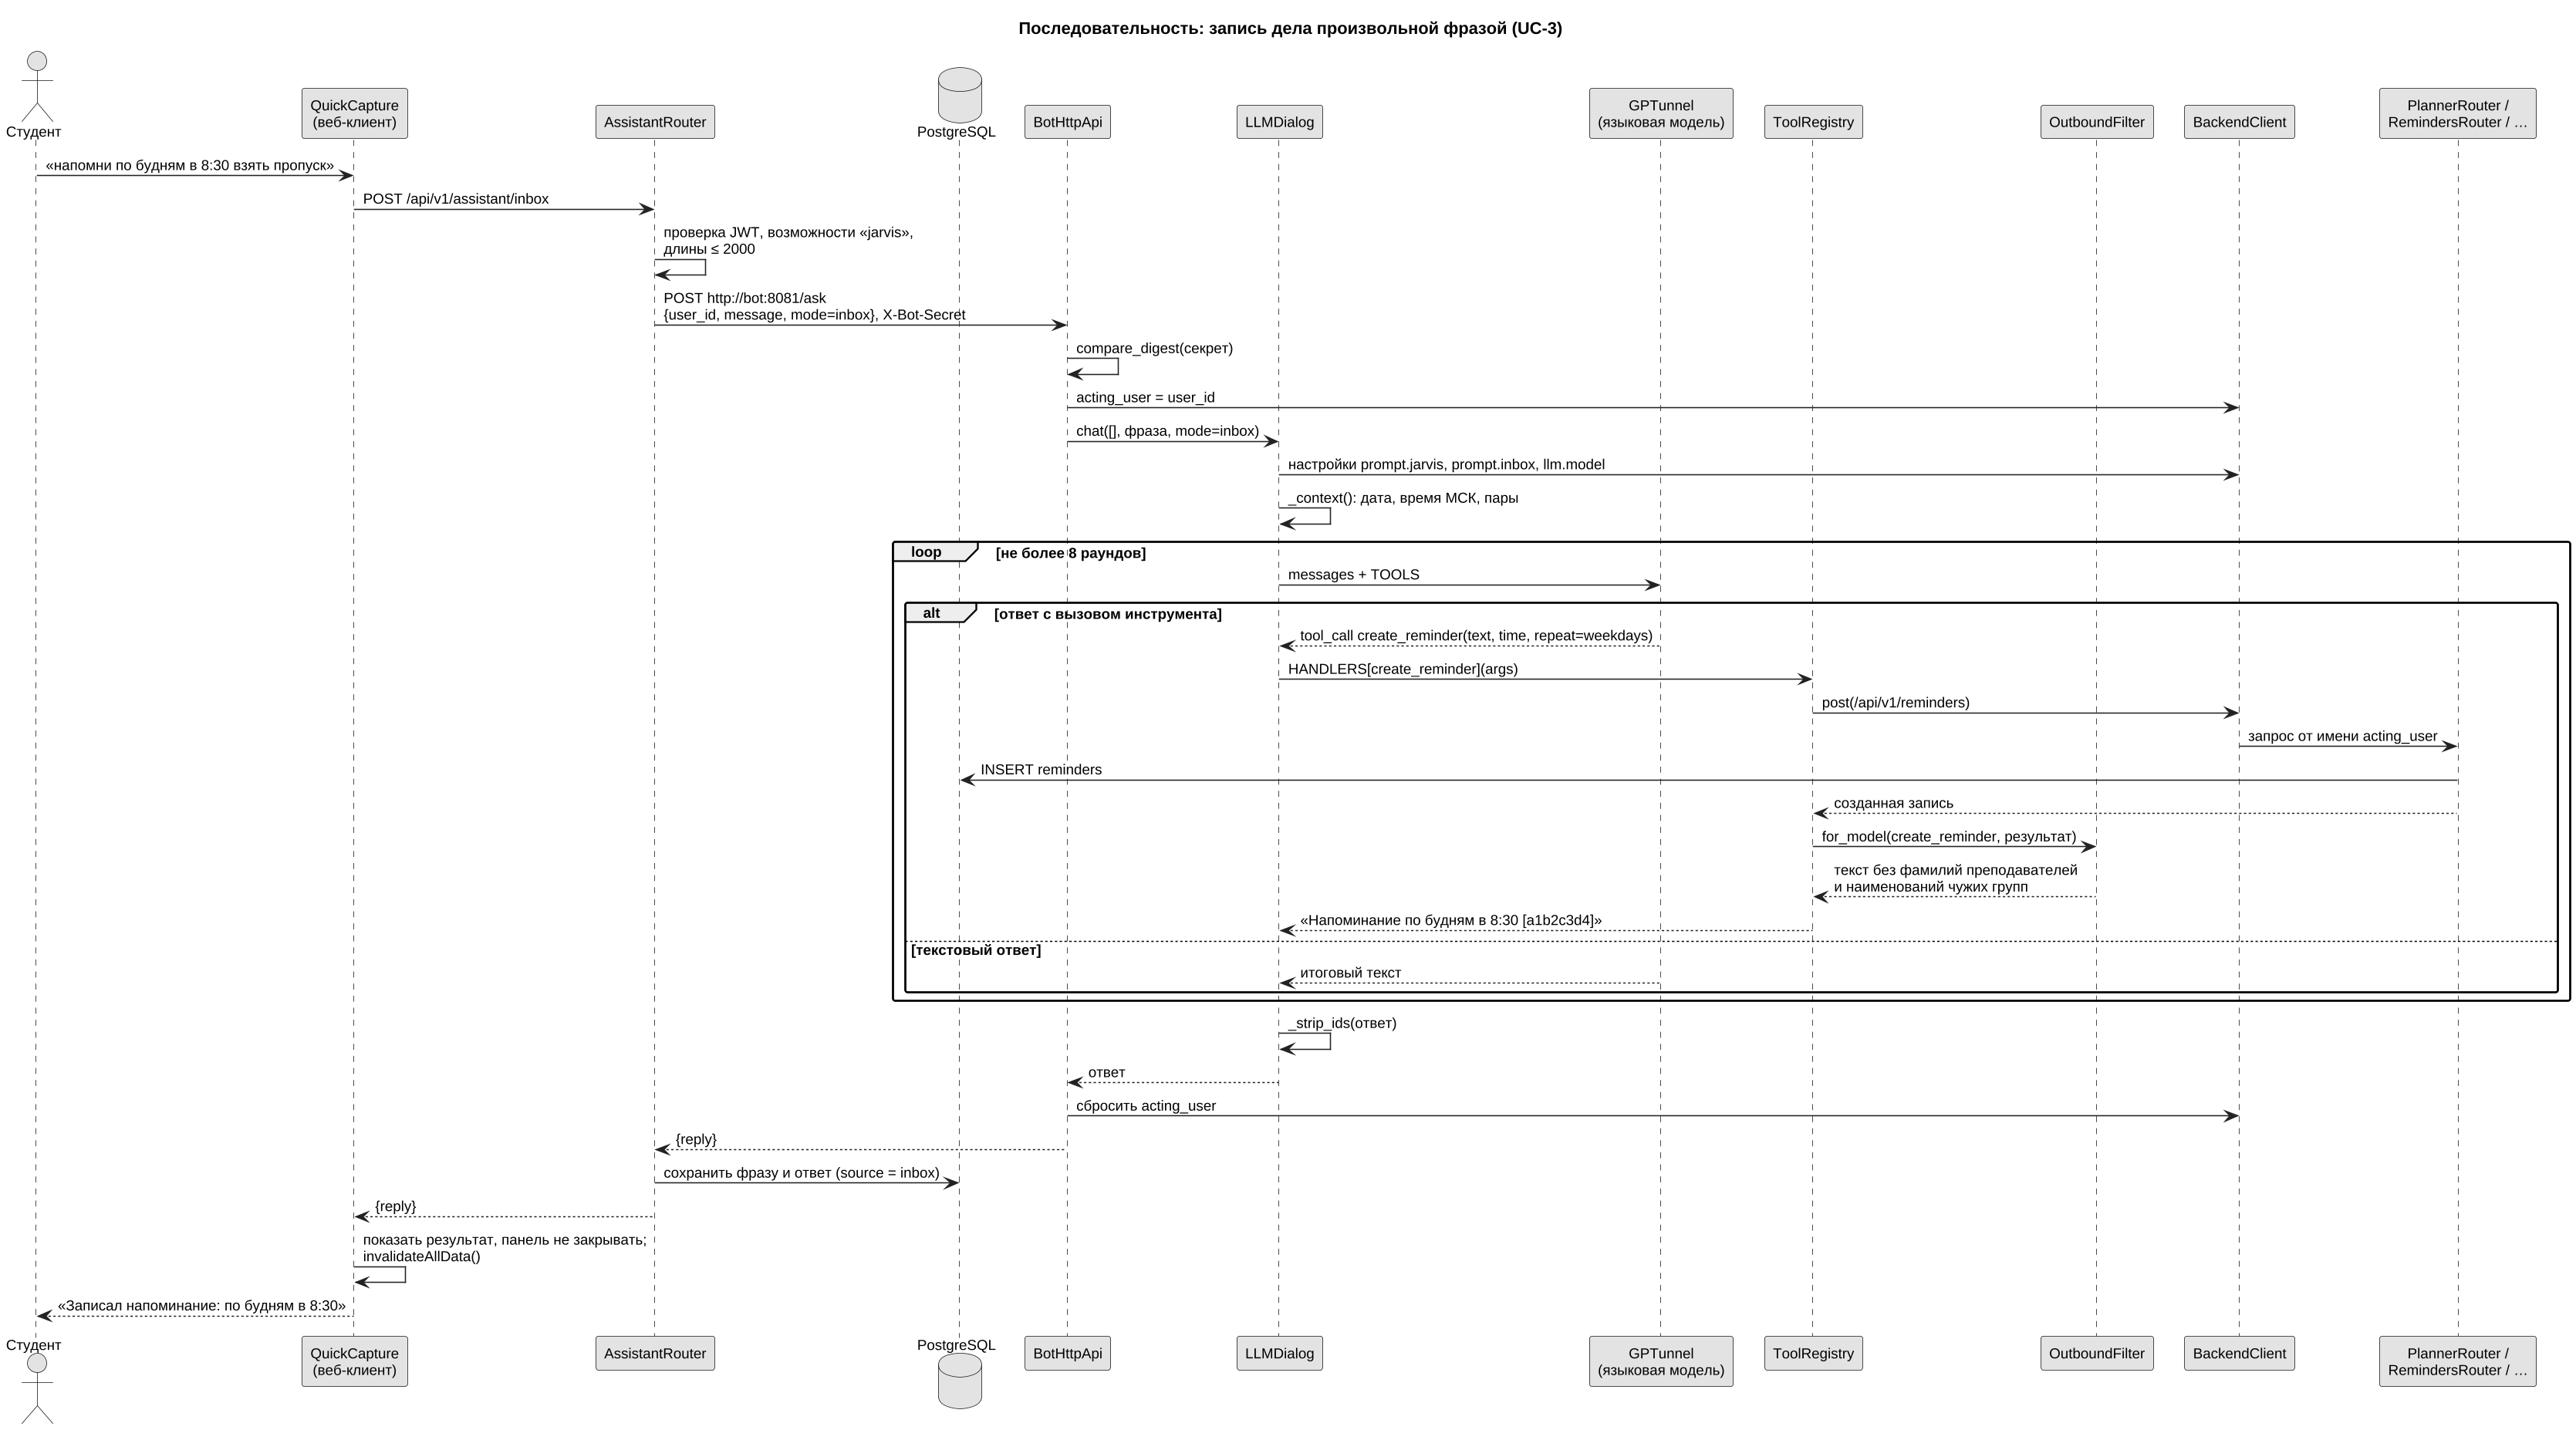 Последовательность: запись дела произвольной фразой (UC-3)
Студент
QuickCapture
(веб-клиент)
AssistantRouter
PostgreSQL
BotHttpApi
LLMDialog
GPTunnel
(языковая модель)
ToolRegistry
OutboundFilter
BackendClient
PlannerRouter /
RemindersRouter / …
«напомни по будням в 8:30 взять пропуск»
POST /api/v1/assistant/inbox
проверка JWT, возможности «jarvis»,
длины ≤ 2000
POST http://bot:8081/ask
{user_id, message, mode=inbox}, X-Bot-Secret
compare_digest(секрет)
acting_user = user_id
chat([], фраза, mode=inbox)
настройки prompt.jarvis, prompt.inbox, llm.model
_context(): дата, время МСК, пары
loop [не более 8 раундов]
messages + TOOLS
alt [ответ с вызовом инструмента]
tool_call create_reminder(text, time, repeat=weekdays)
HANDLERS[create_reminder](args)
post(/api/v1/reminders)
запрос от имени acting_user
INSERT reminders
созданная запись
for_model(create_reminder, результат)
текст без фамилий преподавателей
и наименований чужих групп
«Напоминание по будням в 8:30 [a1b2c3d4]»
[текстовый ответ]
итоговый текст
_strip_ids(ответ)
ответ
сбросить acting_user
{reply}
сохранить фразу и ответ (source = inbox)
{reply}
показать результат, панель не закрывать;
invalidateAllData()
«Записал напоминание: по будням в 8:30»
Студент
QuickCapture
(веб-клиент)
AssistantRouter
PostgreSQL
BotHttpApi
LLMDialog
GPTunnel
(языковая модель)
ToolRegistry
OutboundFilter
BackendClient
PlannerRouter /
RemindersRouter / …